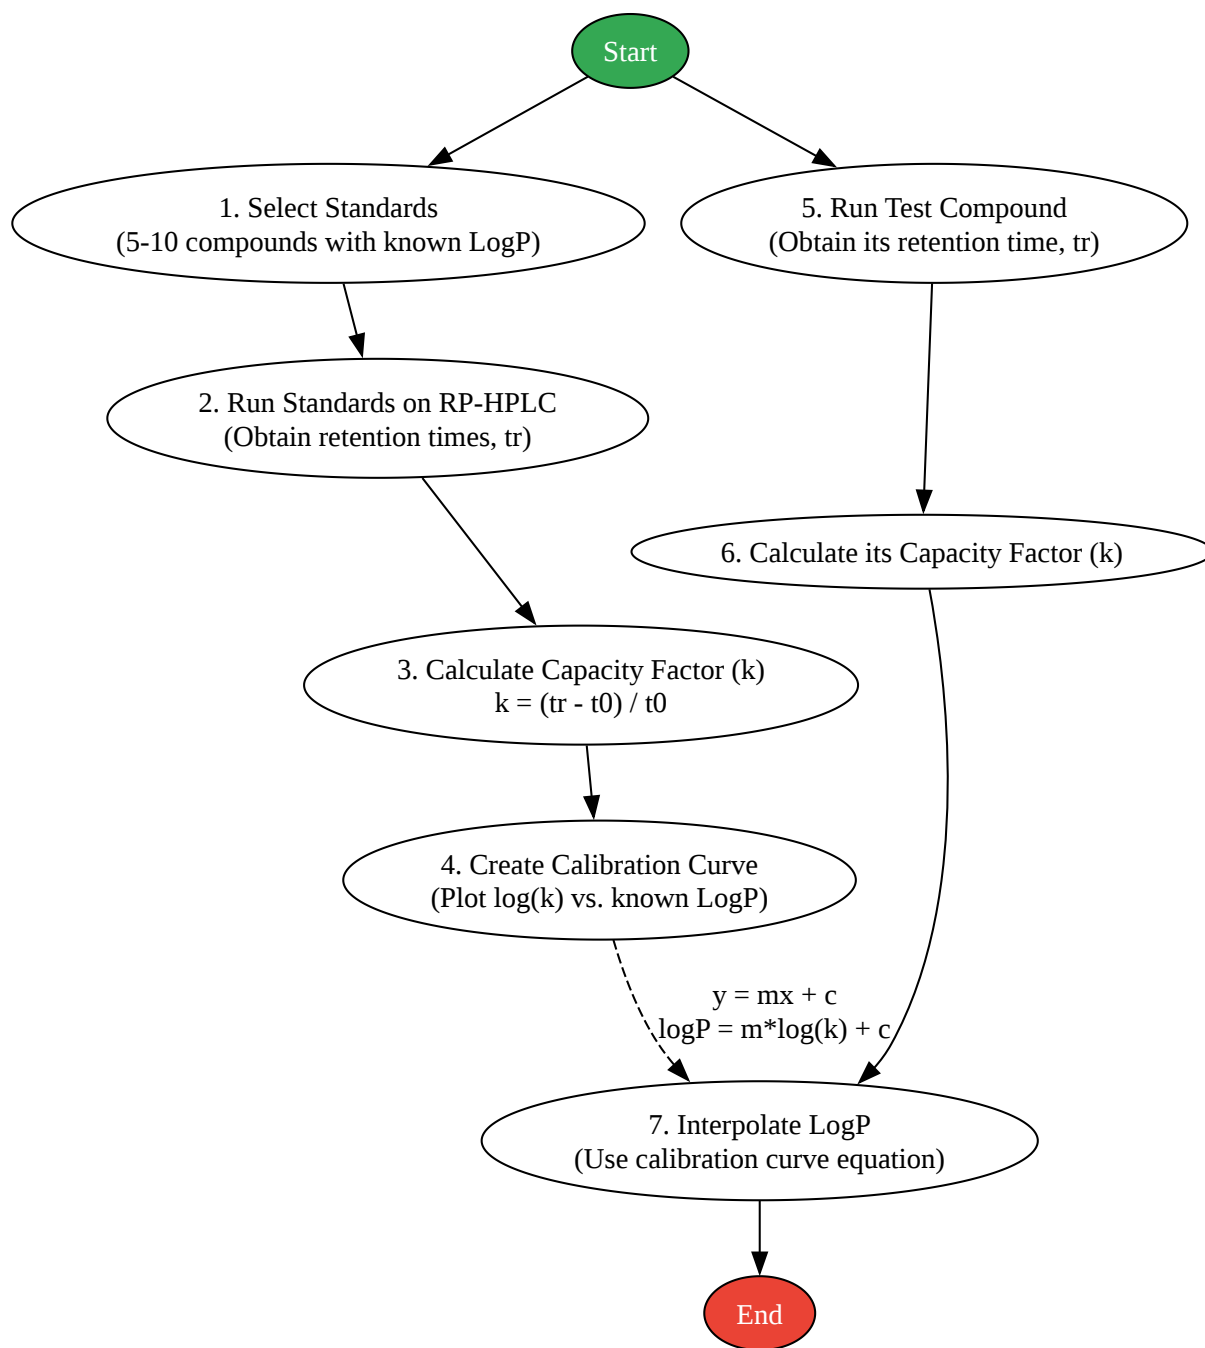 Start
1. Select Standards
(5-10 compounds with known LogP)
5. Run Test Compound
(Obtain its retention time, tr)
2. Run Standards on RP-HPLC
(Obtain retention times, tr)
6. Calculate its Capacity Factor (k)
3. Calculate Capacity Factor (k)
k = (tr - t0) / t0
4. Create Calibration Curve
(Plot log(k) vs. known LogP)
y = mx + c
logP = m*log(k) + c
7. Interpolate LogP
(Use calibration curve equation)
End